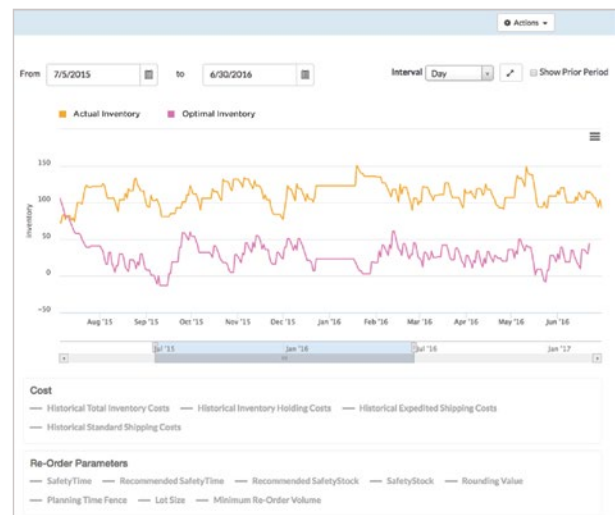 Actions
From 7/5/2015 to 6/30/2016 Interval Day Show Prior Period
Actual Inventory Optimal Inventory
150
100
50
0
-50
inventory
Aug '15 Sep '15 Oct '15 Nov '15 Dec '15 Jan '16 Feb '16 Mar '16 Apr '16 May '16 Jun '16
Jul '15 Jan '16 Jul '16 Jan '17
Cost
Historical Total Inventory Costs Historical Inventory Holding Costs Historical Expedited Shipping Costs
Historical Standard Shipping Costs
Re-Order Parameters
SafetyTime Recommended SafetyTime Recommended SafetyStock SafetyStock Rounding Value
Planning Time Fence Lot Size Minimum Re-Order Volume